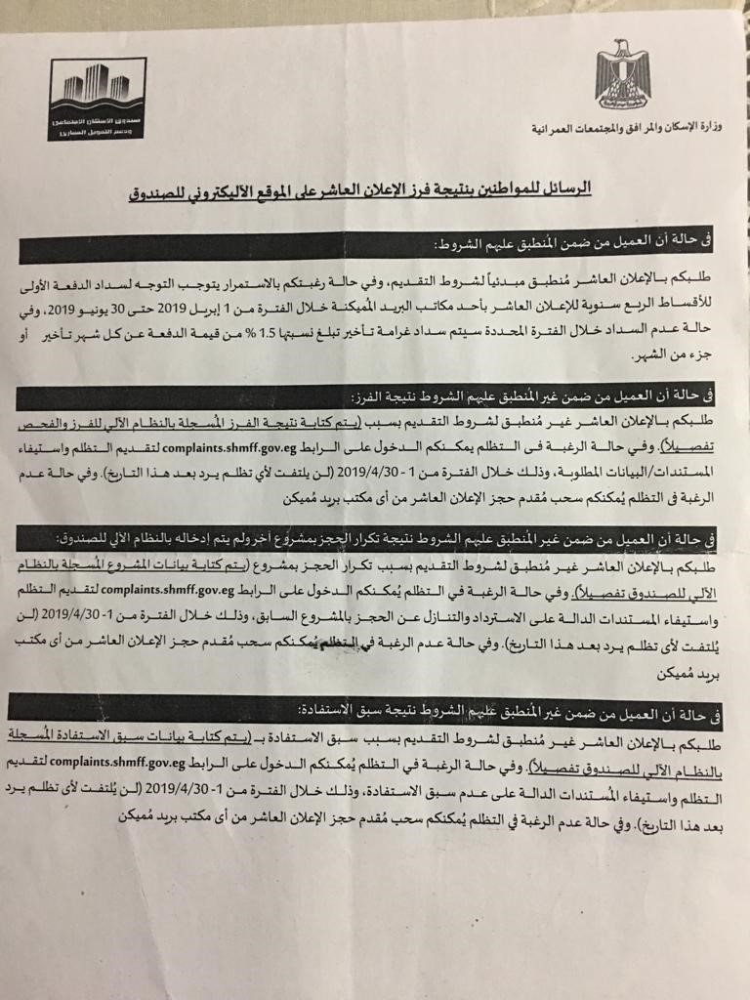 وزارة الإسكان والمرافق والمجتمعات العمرانية
صندوق الإسكان الاجتماعي
ودعم التمويل العقاري
الرسائل للمواطنين بنتيجة فرز الإعلان العاشر على الموقع الآليكتروني للصندوق
فى حالة أن العميل من ضمن المُنطبق عليهم الشروط:
طلبكم بالإعلان العاشر مُنطبق مبدئياً لشروط التقديم، وفي حالة رغبتكم بالاستمرار يتوجب التوجه لسداد الدفعة الأولى
للأقساط الربع سنوية للإعلان العاشر بأحد مكاتب البريد المُميكنة خلال الفترة من 1 إبريل 2019 حتى 30 يونيو 2019، وفي
حالة عدم السداد خلال الفترة المحددة سيتم سداد غرامة تأخير تبلغ نسبتها 1.5 % من قيمة الدفعة عن كل شهر تأخير أو
جزء من الشهر.
فى حالة أن العميل من ضمن غير المُنطبق عليهم الشروط نتيجة الفرز:
طلبكم بالإعلان العاشر غير مُنطبق لشروط التقديم بسبب (يتم كتابة نتيجة الفرز المُسجلة بالنظام الآلي للفرز والفحص
تفصيلاً). وفي حالة الرغبة فى التظلم يمكنكم الدخول على الرابط complaints.shmff.gov.eg لتقديم التظلم واستيفاء
المستندات/البيانات المطلوبة، وذلك خلال الفترة من 1 - 2019/4/30 (لن يلتفت لأي تظلم يرد بعد هذا التاريخ). وفي حالة عدم
الرغبة في التظلم يُمكنكم سحب مُقدم حجز الإعلان العاشر من أى مكتب بريد مُميكن
فى حالة أن العميل من ضمن غير المُنطبق عليهم الشروط نتيجة تكرار الحجز بمشروع آخر ولم يتم إدخاله بالنظام الآلي للصندوق:
طلبكم بالإعلان العاشر غير مُنطبق لشروط التقديم بسبب تكرار الحجز بمشروع (يتم كتابة بيانات المشروع المُسجلة بالنظام
الآلي للصندوق تفصيلاً). وفي حالة الرغبة في التظلم يُمكنكم الدخول على الرابط complaints.shmff.gov.eg لتقديم التظلم
واستيفاء المستندات الدالة على الاسترداد والتنازل عن الحجز بالمشروع السابق، وذلك خلال الفترة من 1- 2019/4/30 (لن
يُلتفت لأى تظلم يرد بعد هذا التاريخ). وفي حالة عدم الرغبة في التظلم يُمكنكم سحب مُقدم حجز الإعلان العاشر من أى مكتب
بريد مُميكن
فى حالة أن العميل من ضمن غير المُنطبق عليهم الشروط نتيجة سبق الاستفادة:
طلبكم بالإعلان العاشر غير مُنطبق لشروط التقديم بسبب سبق الاستفادة بـ (يتم كتابة بيانات سبق الاستفادة المُسجلة
بالنظام الآلي للصندوق تفصيلاً). وفي حالة الرغبة في التظلم يُمكنكم الدخول على الرابط complaints.shmff.gov.eg لتقديم
التظلم واستيفاء المُستندات الدالة على عدم سبق الاستفادة، وذلك خلال الفترة من 1- 2019/4/30 (لن يُلتفت لأى تظلم يرد
بعد هذا التاريخ). وفي حالة عدم الرغبة في التظلم يُمكنكم سحب مُقدم حجز الإعلان العاشر من أى مكتب بريد مُميكن